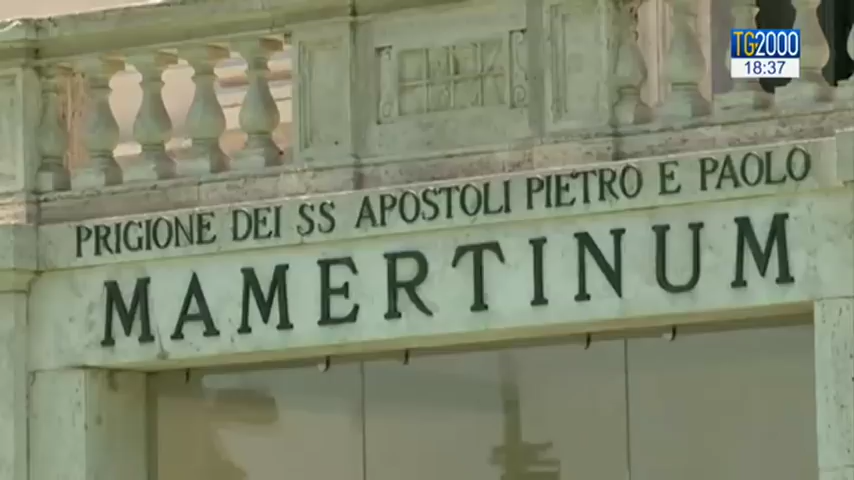 TG2000
18:37
PRIGIONE DEI SS APOSTOLI PIETRO E PAOLO
MAMERTINUM